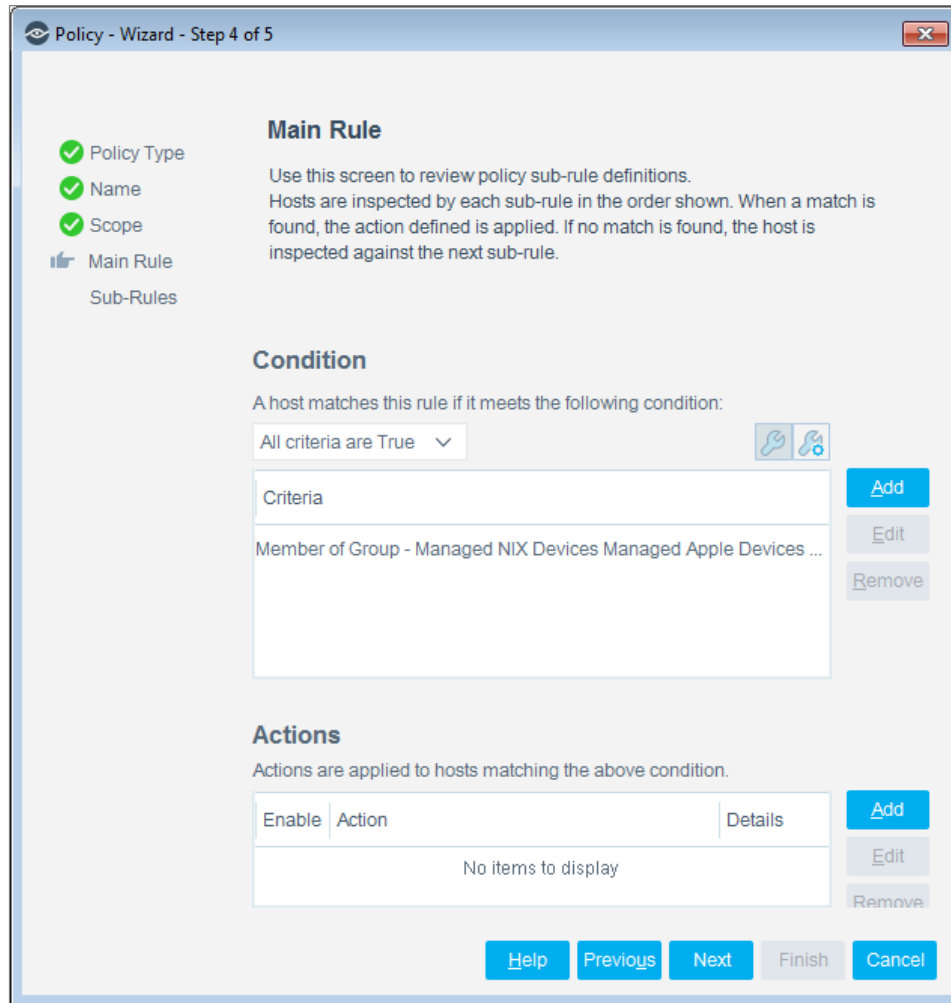 Policy - Wizard - Step 4 of 5
Policy Type
Name
Scope
Main Rule
Sub-Rules
Main Rule
Use this screen to review policy sub-rule definitions.
Hosts are inspected by each sub-rule in the order shown. When a match is
found, the action defined is applied. If no match is found, the host is
inspected against the next sub-rule.
Condition
A host matches this rule if it meets the following condition:
All criteria are True
Criteria
Member of Group - Managed NIX Devices Managed Apple Devices ...
Add
Edit
Remove
Actions
Actions are applied to hosts matching the above condition.
Enable Action Details
No items to display
Add
Edit
Remove
Help Previous Next Finish Cancel